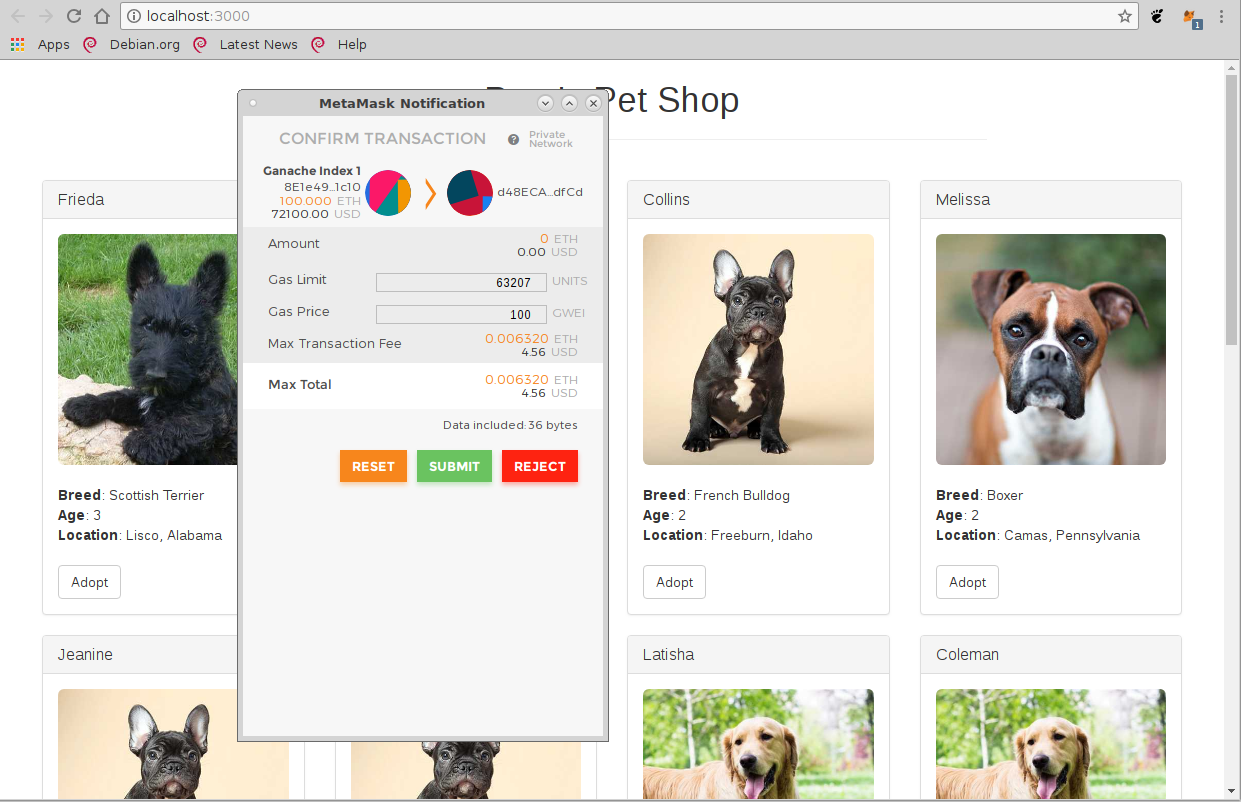 localhost:3000
1
Apps Debian.org Latest News Help
Pet Shop
MetaMask Notification
CONFIRM TRANSACTION ? Private Network
Ganache Index 1
8E1e49...1c10
100.000 ETH
72100.00 USD
d48ECA...dfCd
Amount 0 ETH
0.00 USD
Gas Limit 63207 UNITS
Gas Price 100 GWEI
Max Transaction Fee 0.006320 ETH
4.56 USD
Max Total 0.006320 ETH
4.56 USD
Data included: 36 bytes
RESET SUBMIT REJECT
Frieda
Breed: Scottish Terrier
Age: 3
Location: Lisco, Alabama
Adopt
Collins
Breed: French Bulldog
Age: 2
Location: Freeburn, Idaho
Adopt
Melissa
Breed: Boxer
Age: 2
Location: Camas, Pennsylvania
Adopt
Jeanine
Latisha
Coleman